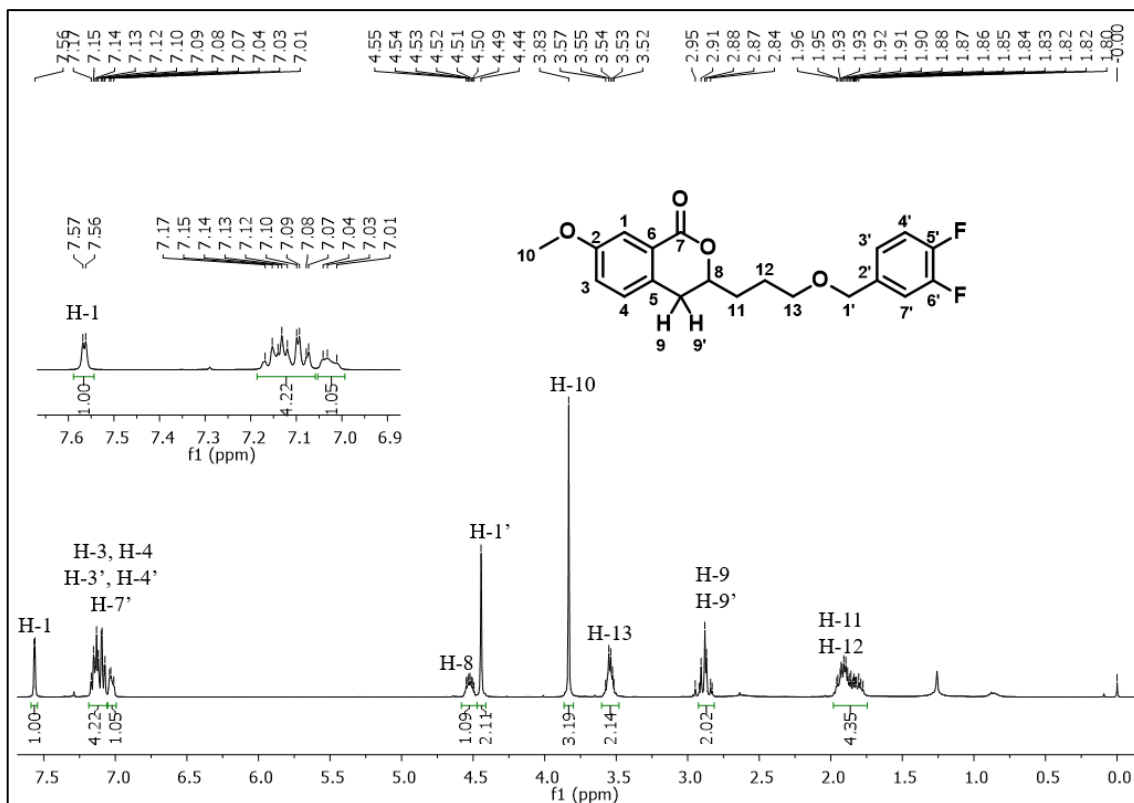 7.56 7.17 7.15 7.14 7.13 7.12 7.10 7.09 7.08 7.07 7.04 7.03 7.01 4.55 4.54 4.53 4.52 4.51 4.50 4.49 4.44 3.83 3.57 3.55 3.54 3.53 3.52 2.95 2.91 2.88 2.87 2.84 1.96 1.95 1.93 1.93 1.92 1.91 1.90 1.88 1.87 1.86 1.85 1.84 1.83 1.82 1.82 1.80 -0.00
7.57 7.56 7.17 7.15 7.14 7.13 7.12 7.10 7.09 7.08 7.07 7.04 7.03 7.01
H-1
1.00 4.22 1.05
7.6 7.5 7.4 7.3 7.2 7.1 7.0 6.9
f1 (ppm)
O
O 1 6 7 O 12 3' 4' 5' F
10 2 8 O 2' 6' F
3 5 11 13 1' 7'
4
H H
9 9'
H-10
H-1'
H-3, H-4
H-3', H-4'
H-7'
H-1
H-8
H-13
H-9
H-9'
H-11
H-12
1.00 4.22 1.05 1.09 2.11 3.19 2.14 2.02 4.35
7.5 7.0 6.5 6.0 5.5 5.0 4.5 4.0 3.5 3.0 2.5 2.0 1.5 1.0 0.5 0.0
f1 (ppm)